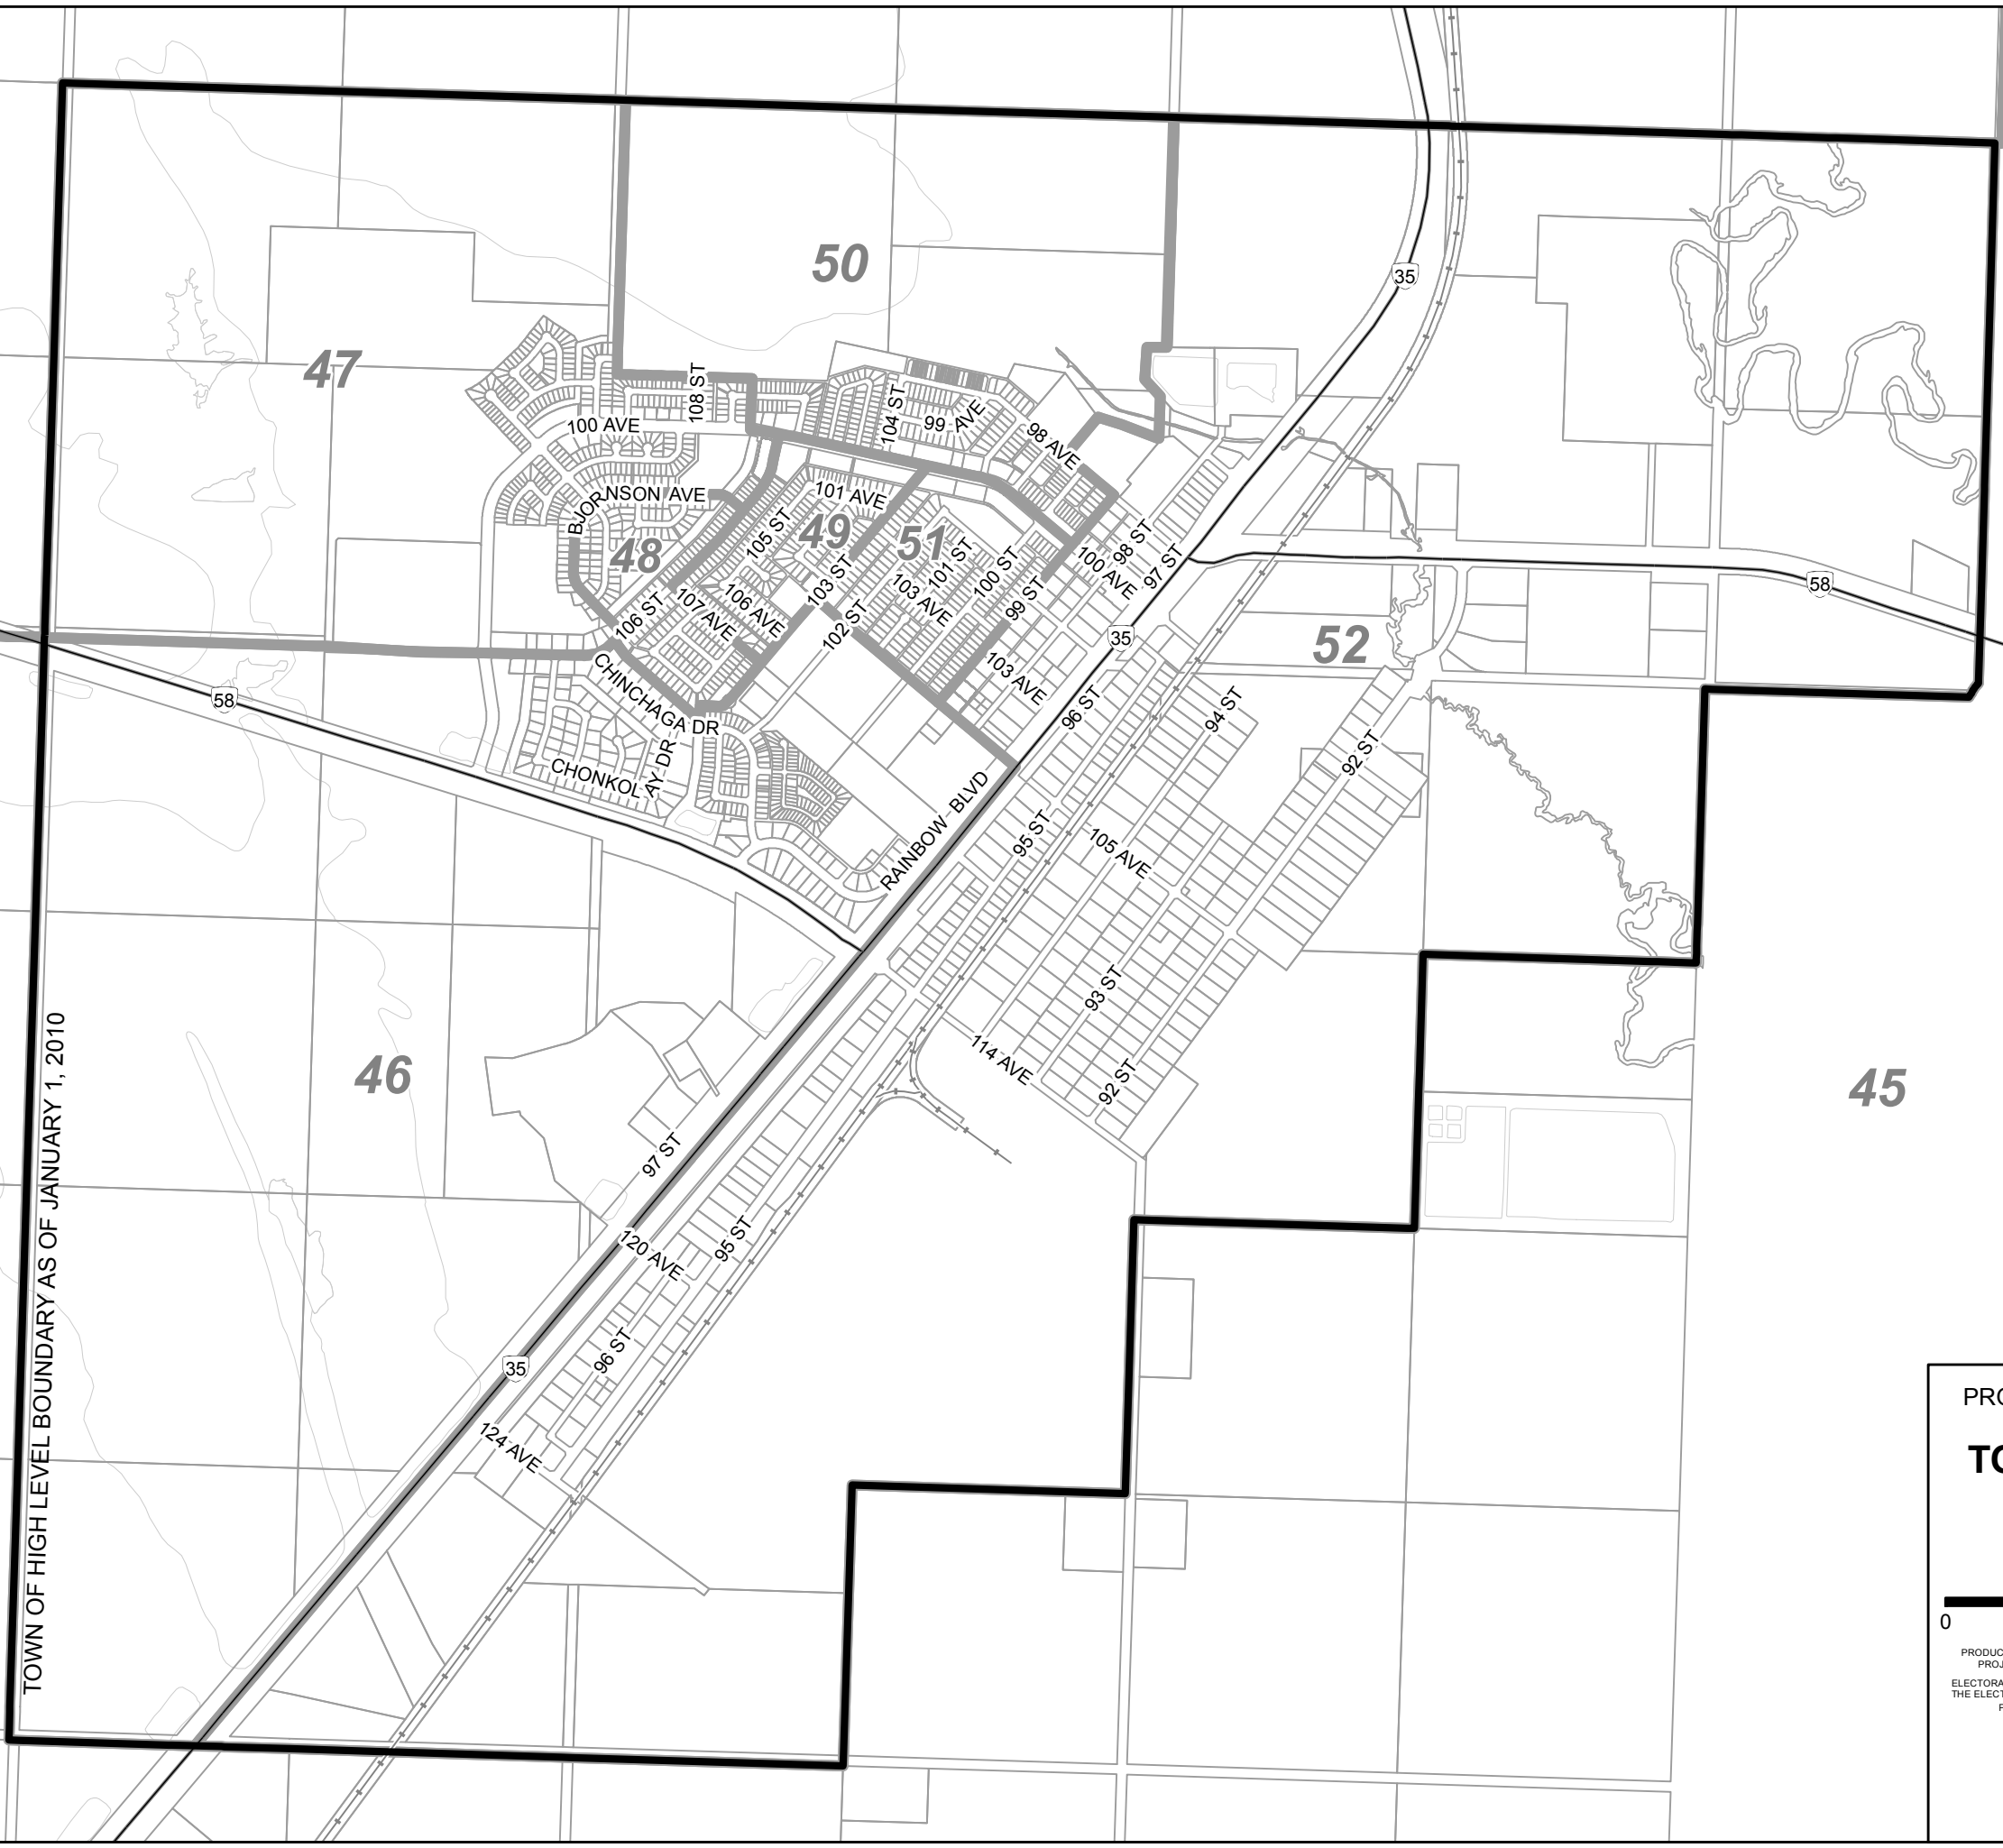 50
35
47
108 ST
104 ST
99 AVE
100 AVE
98 AVE
BJORNSON AVE
101 AVE
105 ST
49
51
48
101 ST
100 ST
98 ST
97 ST
100 AVE
103 ST
103 AVE
99 ST
58
106 AVE
107 AVE
106 ST
102 ST
35
52
CHINCHAGA DR
103 AVE
58
96 ST
94 ST
92 ST
CHONKOLAY DR
RAINBOW BLVD
95 ST
105 AVE
93 ST
114 AVE
92 ST
46
45
TOWN OF HIGH LEVEL BOUNDARY AS OF JANUARY 1, 2010
97 ST
120 AVE
95 ST
96 ST
35
124 AVE
0